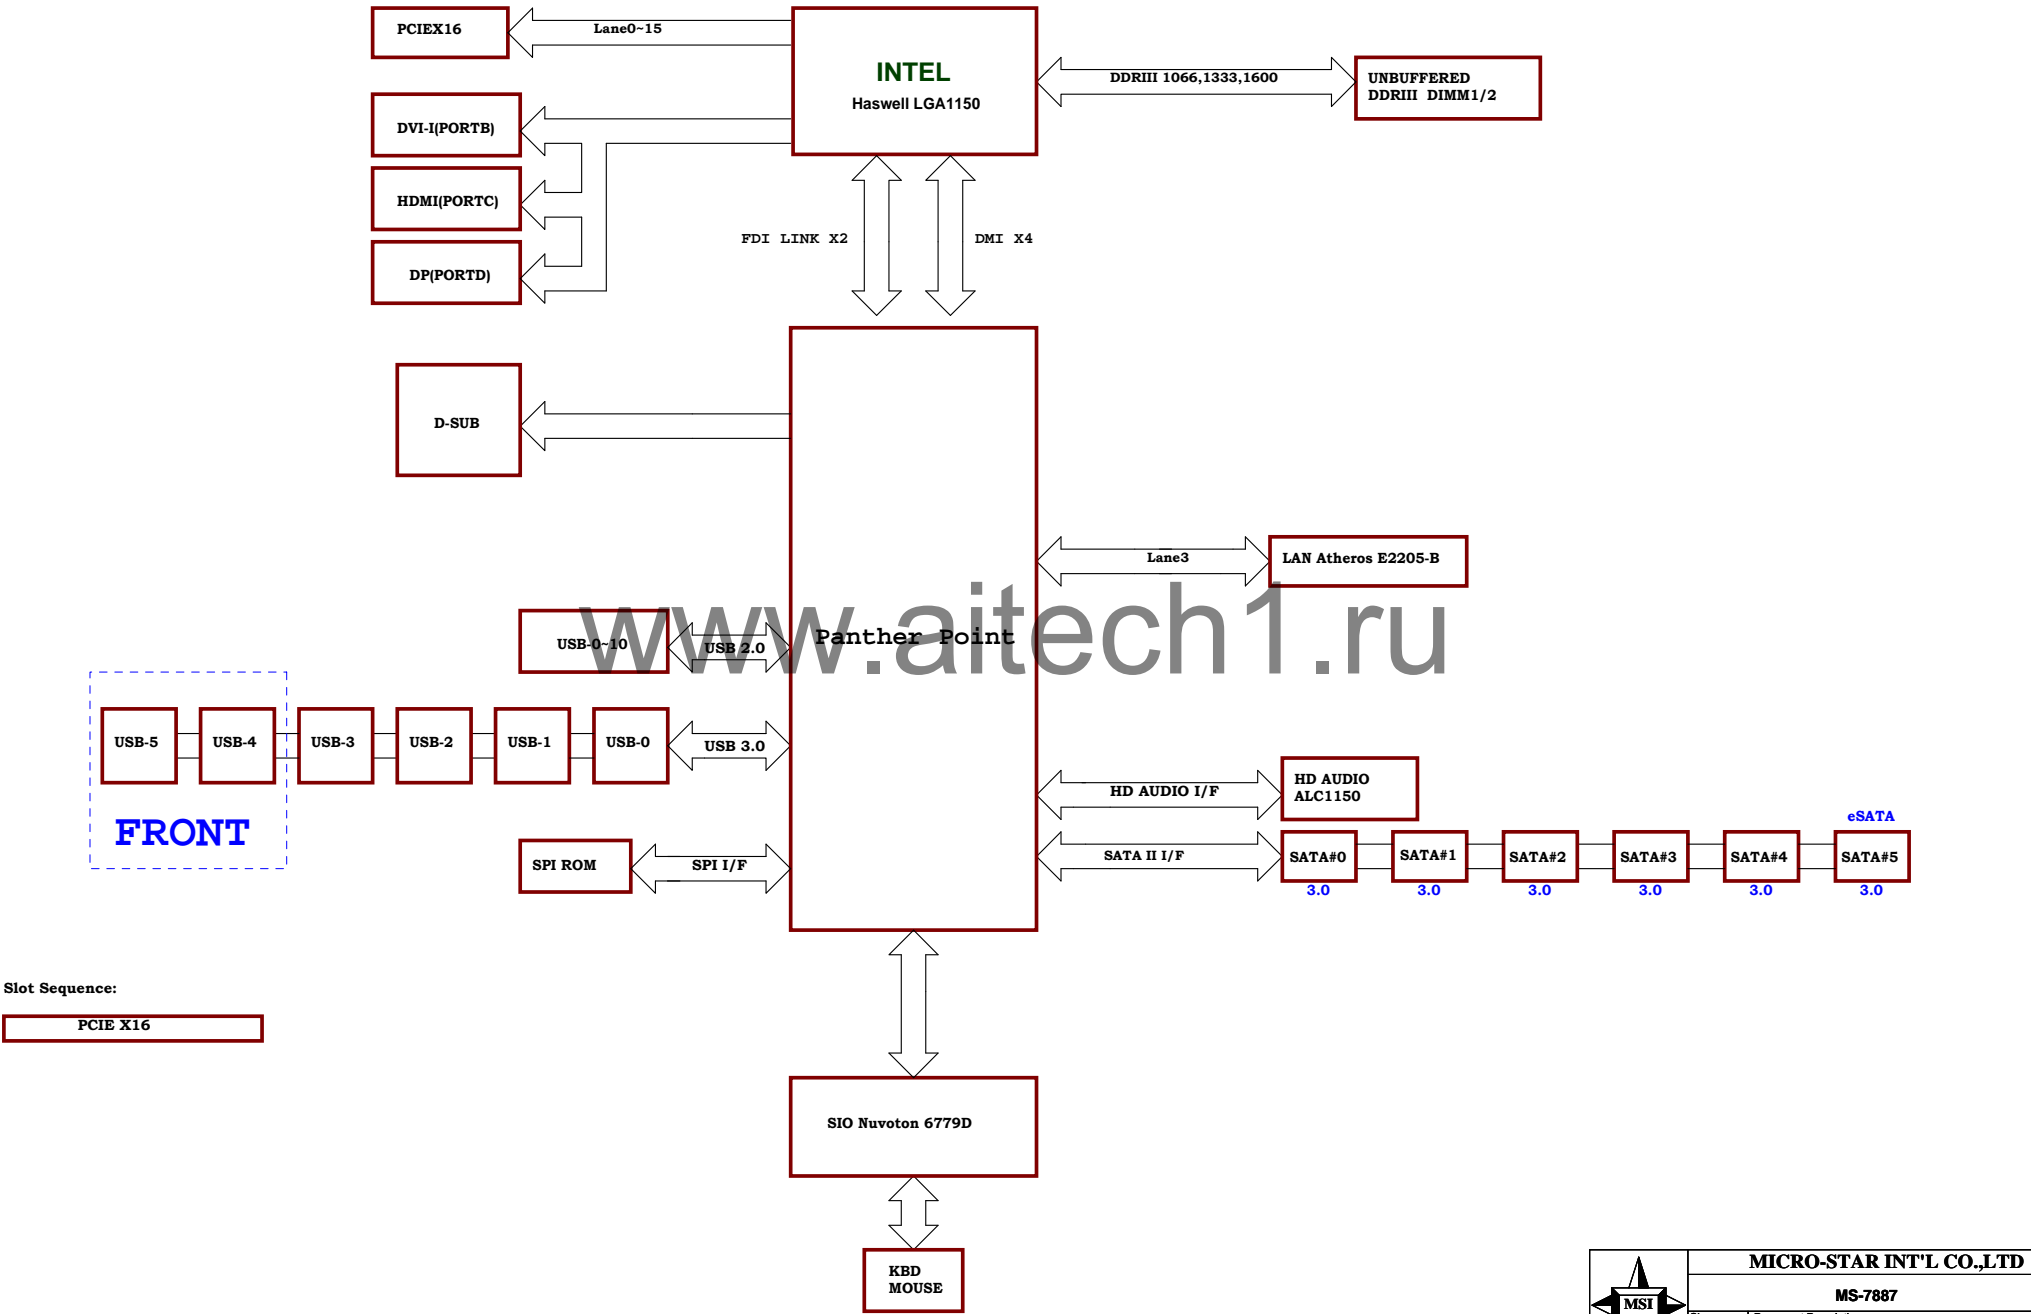 PCIEX16
Lane0~15
INTEL
Haswell LGA1150
DDRIII 1066,1333,1600
UNBUFFERED
DDRIII DIMM1/2
DVI-I(PORTB)
HDMI(PORTC)
DP(PORTD)
FDI LINK X2
DMI X4
D-SUB
Lane3
LAN Atheros E2205-B
www.aitech1.ru
USB-0~10
USB 2.0
Panther Point
USB-5
USB-4
USB-3
USB-2
USB-1
USB-0
USB 3.0
FRONT
HD AUDIO I/F
HD AUDIO
ALC1150
eSATA
SPI ROM
SPI I/F
SATA II I/F
SATA#0
SATA#1
SATA#2
SATA#3
SATA#4
SATA#5
3.0
3.0
3.0
3.0
3.0
3.0
Slot Sequence:
PCIE X16
SIO Nuvoton 6779D
KBD
MOUSE
MICRO-STAR INT'L CO.,LTD
MSI
MS-7887